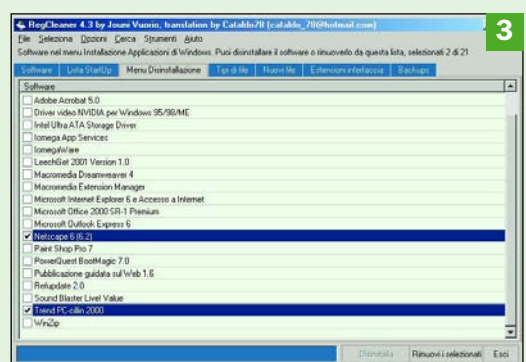 RegCleaner 4.3 by Jouni Vuorio, translation by Cataldo78 (cataldo_78@hotmail.com)
3
File Seleziona Opzioni Cerca Strumenti Aiuto
Software nel menu Installazione Applicazioni di Windows. Puoi disinstallare il software o rimuoverlo da questa lista, selezionati 2 di 21
Software Lista StartUp Menu Disinstallazione Tipi di file Nuovi file Estensioni interfaccia Backups
Software
Adobe Acrobat 5.0
Driver video NVIDIA per Windows 95/98/ME
Intel Ultra ATA Storage Driver
Iomega App Services
IomegaWare
LeechGet 2001 Version 1.0
Macromedia Dreamweaver 4
Macromedia Extension Manager
Microsoft Internet Explorer 6 e Accesso a Internet
Microsoft Office 2000 SR-1 Premium
Microsoft Outlook Express 6
Netscape 6 (6.2)
Paint Shop Pro 7
PowerQuest BootMagic 7.0
Pubblicazione guidata sul Web 1.6
Refupdate 2.0
Sound Blaster Live! Value
Trend PC-cillin 2000
WinZip
Disinstalla Rimuovi i selezionati Esci